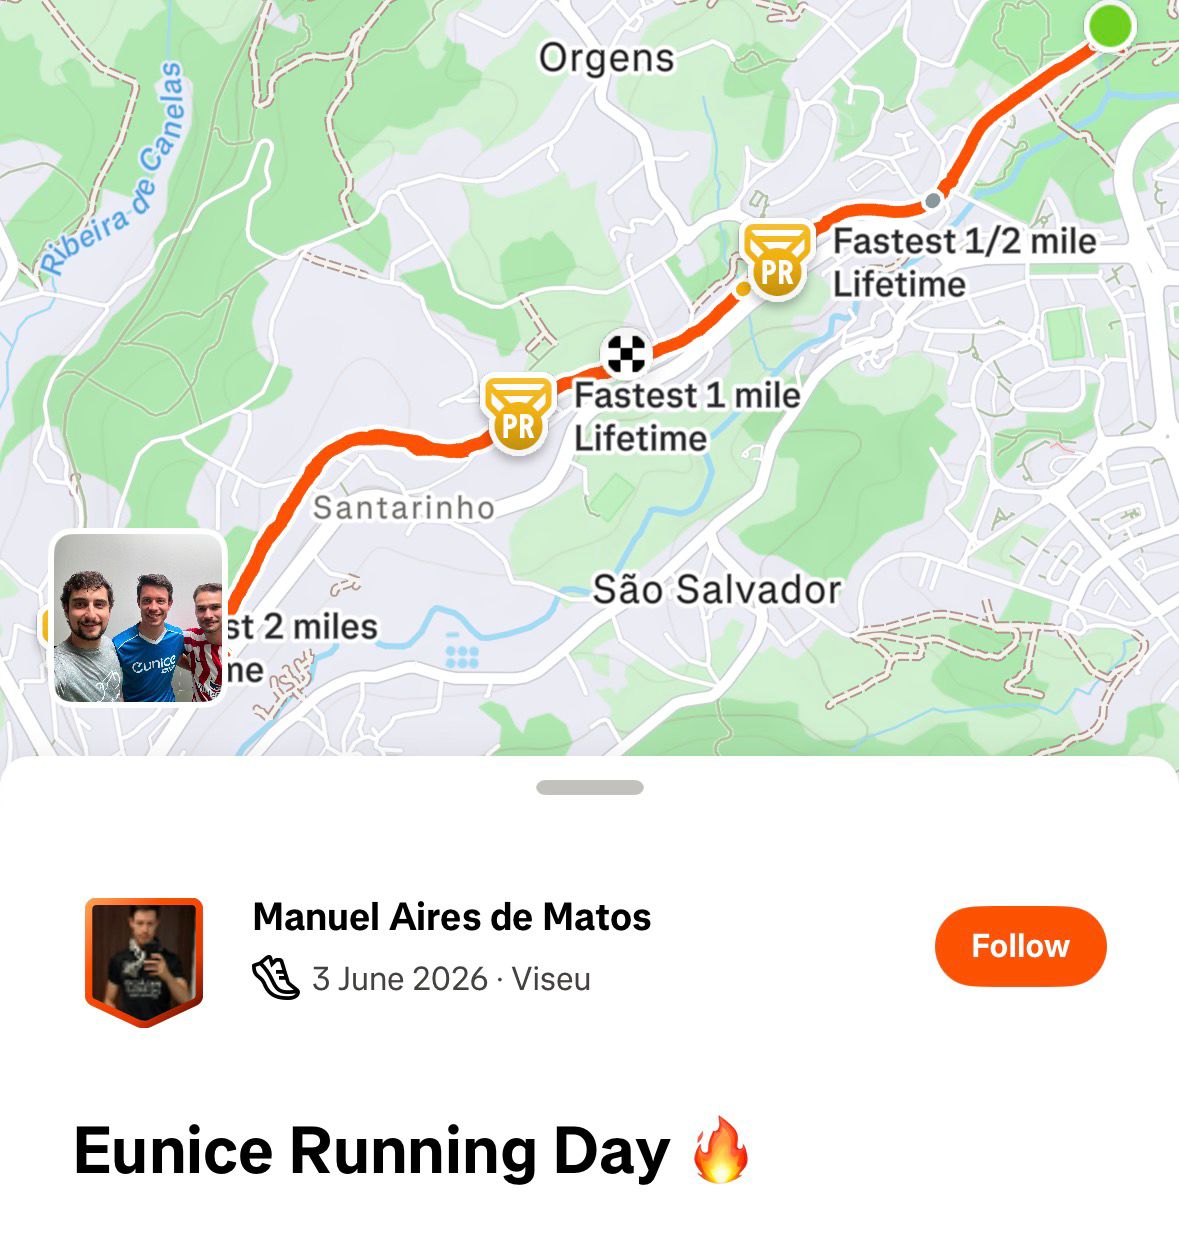 Orgens
Ribeira de Canelas
Fastest 1/2 mile
Lifetime
PR
Fastest 1 mile
Lifetime
PR
Santarinho
São Salvador
st 2 miles
me
Eunice
Manuel Aires de Matos
3 June 2026 · Viseu
Follow
Eunice Running Day 🔥